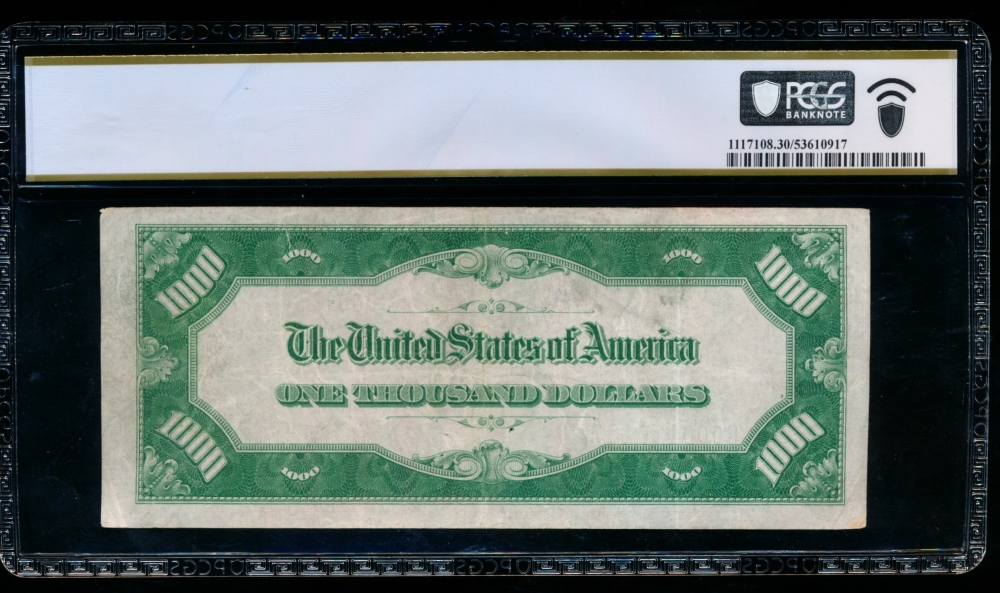 PCGS
BANKNOTE
1117108.30/53610917
1000 1000 1000 1000
The United States of America
ONE THOUSAND DOLLARS
1000 1000 1000 1000